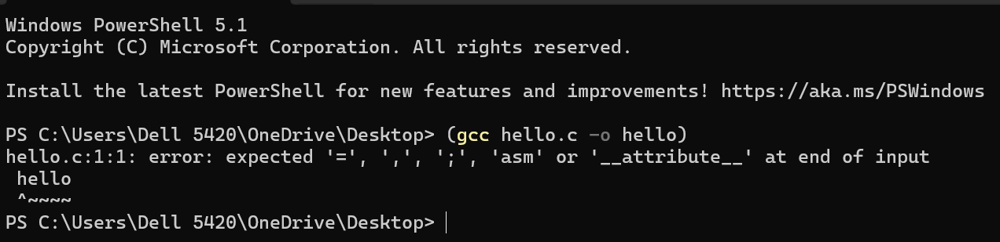 Windows PowerShell 5.1
Copyright (C) Microsoft Corporation. All rights reserved.
Install the latest PowerShell for new features and improvements! https://aka.ms/PSWindows
PS C:\Users\Dell 5420\OneDrive\Desktop> (gcc hello.c -o hello)
hello.c:1:1: error: expected '=', ',', ';', 'asm' or '__attribute__' at end of input
 hello
 ^~~~~
PS C:\Users\Dell 5420\OneDrive\Desktop>